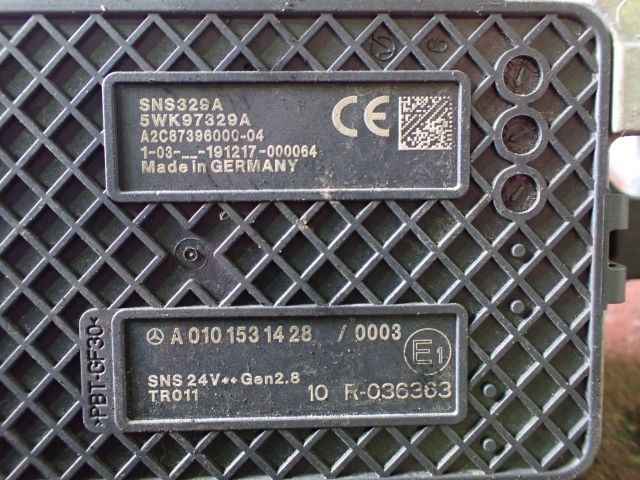 SNS329A
5WK97329A
A2C87396000-04
1-03-__-191217-000064
Made in GERMANY
CE
6
A 010 153 14 28 / 0003
E1
SNS 24V** Gen2.8
TR011
10 R-036363
>PBT-GF30<